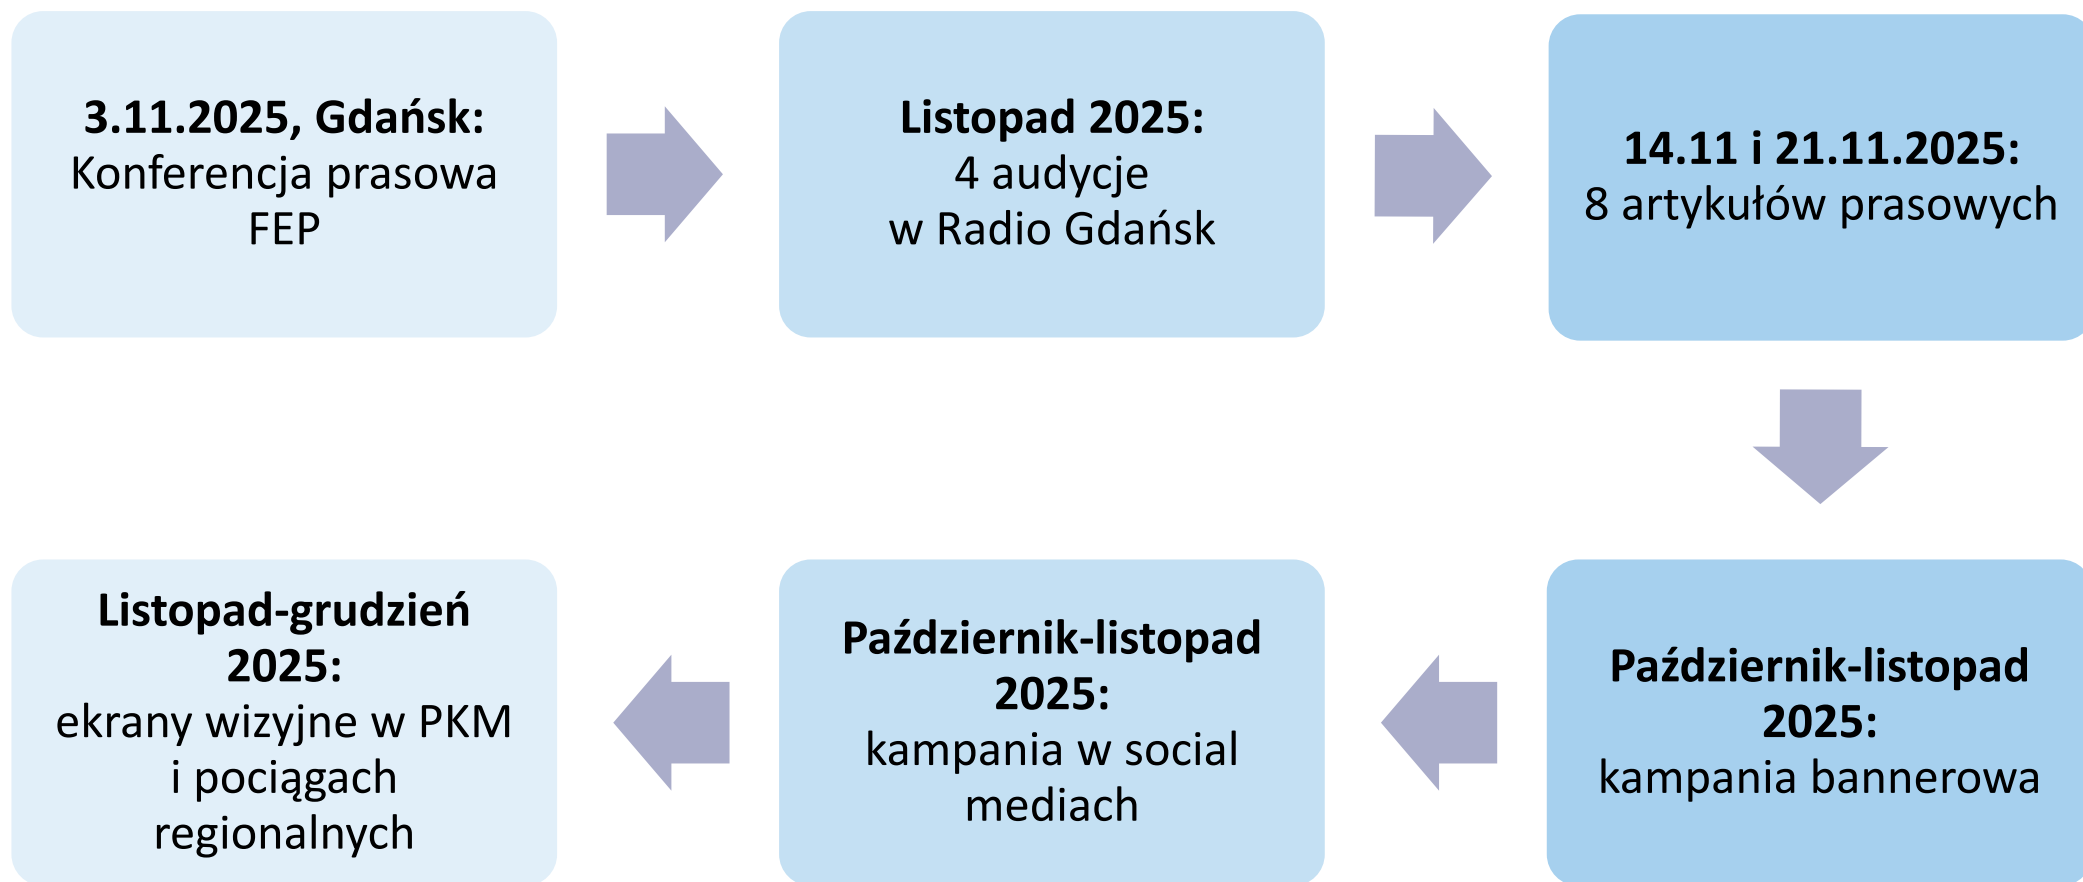 3.11.2025, Gdańsk:
Konferencja prasowa
FEP
Listopad 2025:
4 audycje
w Radio Gdańsk
14.11 i 21.11.2025:
8 artykułów prasowych
Październik-listopad
2025:
kampania bannerowa
Październik-listopad
2025:
kampania w social
mediach
Listopad-grudzień
2025:
ekrany wizyjne w PKM
i pociągach
regionalnych